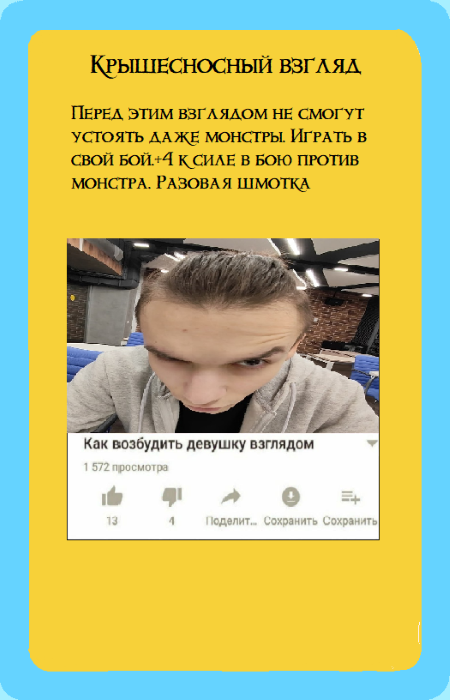 Крышесносный взгляд
Перед этим взглядом не смогут
устоять даже монстры. Играть в
свой бой.+4 к силе в бою против
монстра. Разовая шмотка
Как возбудить девушку взглядом
1 572 просмотра
13 4 Поделит... Сохранить Сохранить